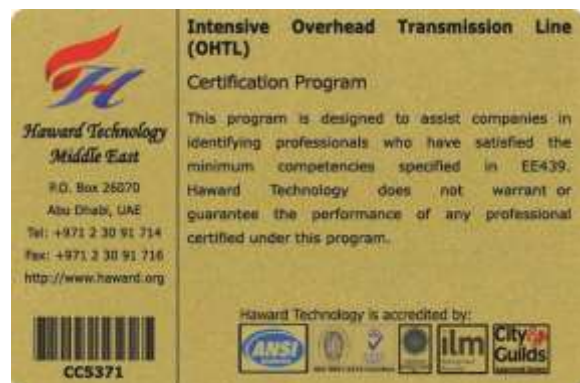 Haward Technology
Middle East
P.O. Box 26070
Abu Dhabi, UAE
Tel: +971 2 30 91 714
Fax: +971 2 30 91 716
http://www.haward.org
CC5371
Intensive Overhead Transmission Line
(OHTL)
Certification Program
This program is designed to assist companies in
identifying professionals who have satisfied the
minimum competencies specified in EE439.
Haward Technology does not warrant or
guarantee the performance of any professional
certified under this program.
Haward Technology is accredited by:
ANSI
ilm
City
Guilds